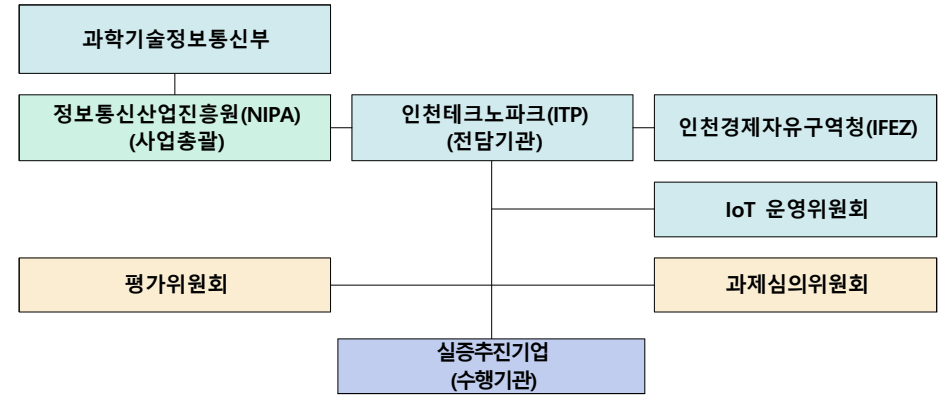 과학기술정보통신부
정보통신산업진흥원(NIPA)
(사업총괄)
인천테크노파크(ITP)
(전담기관)
인천경제자유구역청(IFEZ)
IoT 운영위원회
평가위원회
과제심의위원회
실증추진기업
(수행기관)